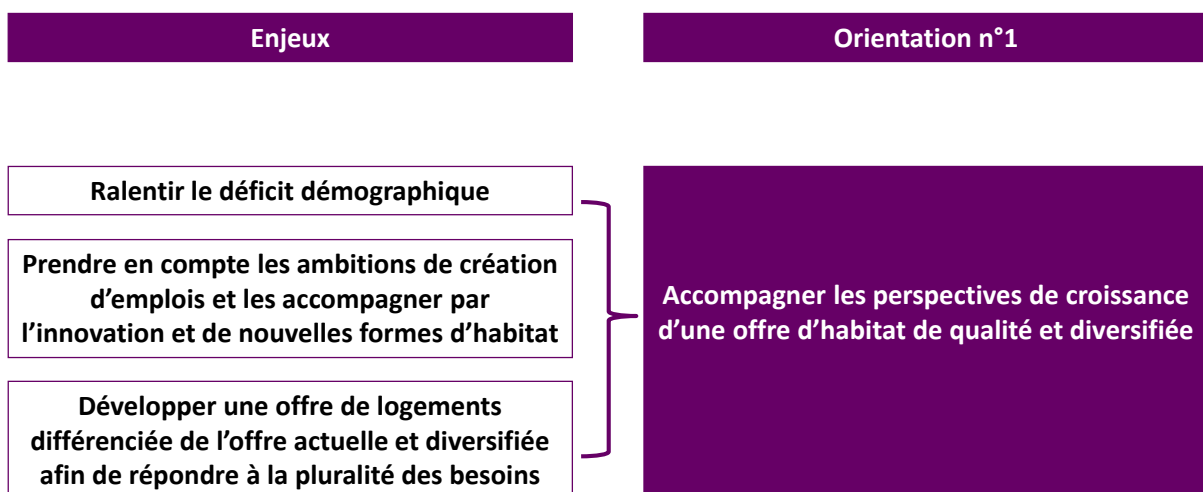 Enjeux
Orientation n°1
Ralentir le déficit démographique
Prendre en compte les ambitions de création
d’emplois et les accompagner par
l’innovation et de nouvelles formes d’habitat
Développer une offre de logements
différenciée de l’offre actuelle et diversifiée
afin de répondre à la pluralité des besoins
Accompagner les perspectives de croissance
d’une offre d’habitat de qualité et diversifiée